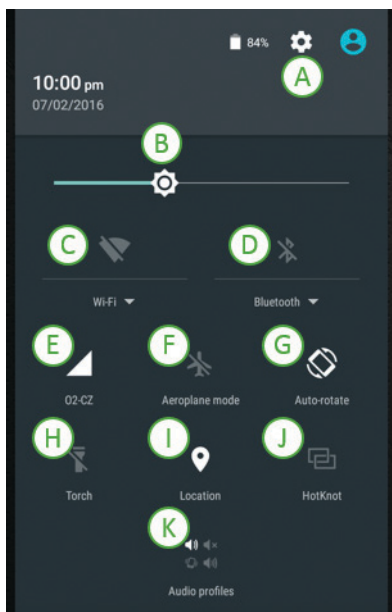 84%
A
10:00 pm
07/02/2016
B
C
D
Wi-Fi
Bluetooth
E
F
G
O2-CZ
Aeroplane mode
Auto-rotate
H
I
J
Torch
Location
HotKnot
K
Audio profiles